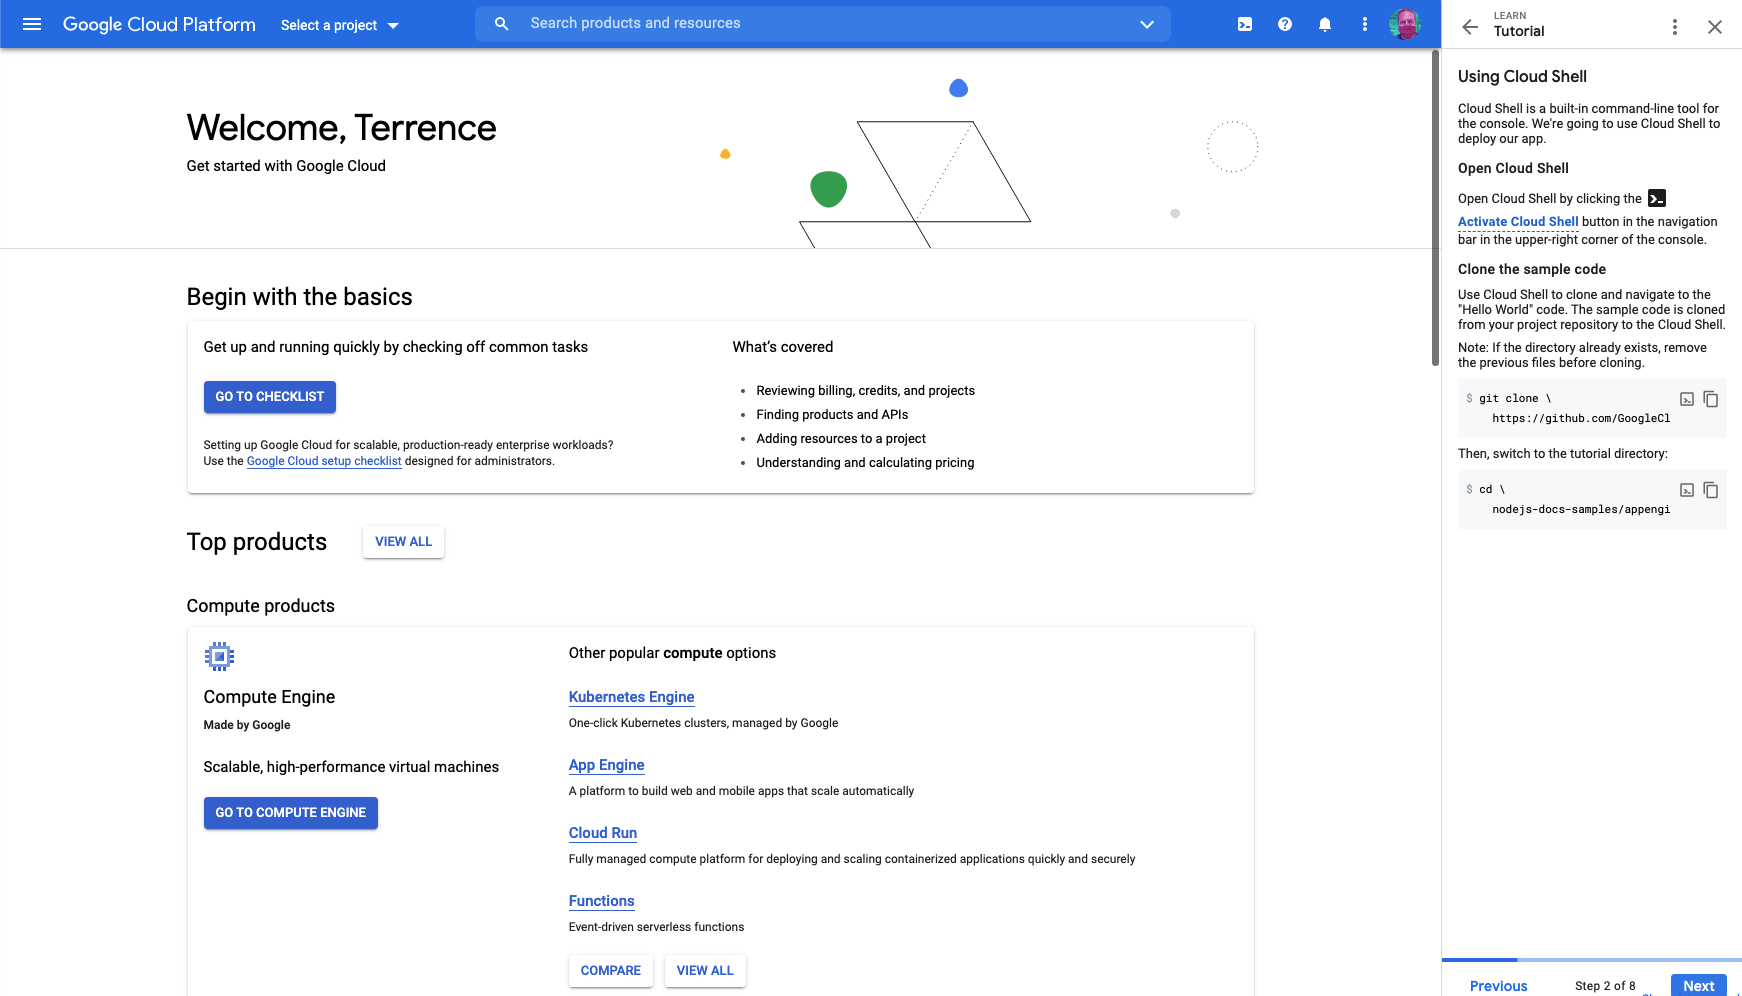 Google Cloud Platform
Select a project
Search products and resources
Welcome, Terrence
Get started with Google Cloud
Begin with the basics
Get up and running quickly by checking off common tasks
GO TO CHECKLIST
Setting up Google Cloud for scalable, production-ready enterprise workloads?
Use the Google Cloud setup checklist designed for administrators.
What's covered
Reviewing billing, credits, and projects
Finding products and APIs
Adding resources to a project
Understanding and calculating pricing
Top products
VIEW ALL
Compute products
Compute Engine
Made by Google
Scalable, high-performance virtual machines
GO TO COMPUTE ENGINE
Other popular compute options
Kubernetes Engine
One-click Kubernetes clusters, managed by Google
App Engine
A platform to build web and mobile apps that scale automatically
Cloud Run
Fully managed compute platform for deploying and scaling containerized applications quickly and securely
Functions
Event-driven serverless functions
COMPARE
VIEW ALL
LEARN
Tutorial
Using Cloud Shell
Cloud Shell is a built-in command-line tool for
the console. We're going to use Cloud Shell to
deploy our app.
Open Cloud Shell
Open Cloud Shell by clicking the
Activate Cloud Shell button in the navigation
bar in the upper-right corner of the console.
Clone the sample code
Use Cloud Shell to clone and navigate to the
"Hello World" code. The sample code is cloned
from your project repository to the Cloud Shell.
Note: If the directory already exists, remove
the previous files before cloning.
$ git clone \
https://github.com/GoogleCl
Then, switch to the tutorial directory:
$ cd \
nodejs-docs-samples/appengi
Previous
Step 2 of 8
Next